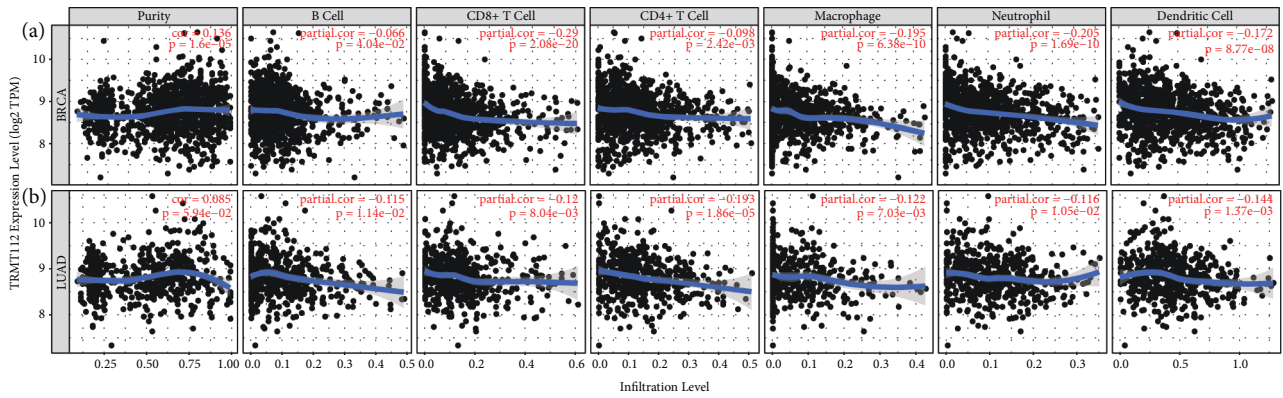 (a)
Purity
B Cell
CD8+ T Cell
CD4+ T Cell
Macrophage
Neutrophil
Dendritic Cell
TRMT112 Expression Level (log2 TPM)
BRCA
10
9
8
cor = 0.136
p = 1.6e−05
partial.cor = −0.066
p = 4.04e−02
partial.cor = −0.29
p = 2.08e−20
partial.cor = −0.098
p = 2.42e−03
partial.cor = −0.195
p = 6.38e−10
partial.cor = −0.205
p = 1.69e−10
partial.cor = −0.172
p = 8.77e−08
(b)
LUAD
10
9
8
cor = 0.085
p = 5.94e−02
partial.cor = −0.115
p = 1.14e−02
partial.cor = −0.12
p = 8.04e−03
partial.cor = −0.193
p = 1.86e−05
partial.cor = −0.122
p = 7.03e−03
partial.cor = −0.116
p = 1.05e−02
partial.cor = −0.144
p = 1.37e−03
0.25 0.50 0.75 1.00
0.0 0.1 0.2 0.3 0.4 0.5
0.0 0.2 0.4 0.6
0.0 0.1 0.2 0.3 0.4 0.5
0.0 0.1 0.2 0.3 0.4
0.0 0.1 0.2 0.3
0.0 0.5 1.0
Infiltration Level